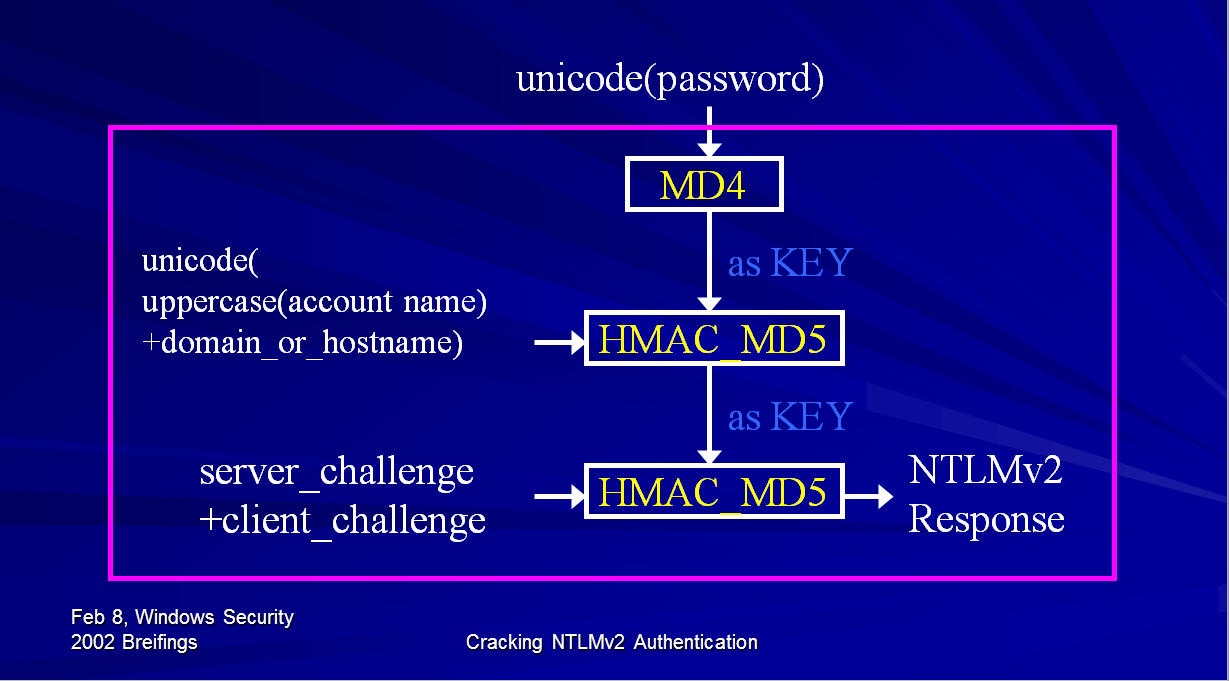 unicode(password)
MD4
as KEY
unicode(
uppercase(account name)
+domain_or_hostname)
HMAC_MD5
as KEY
server_challenge
+client_challenge
HMAC_MD5
NTLMv2
Response
Feb 8, Windows Security
2002 Breifings
Cracking NTLMv2 Authentication